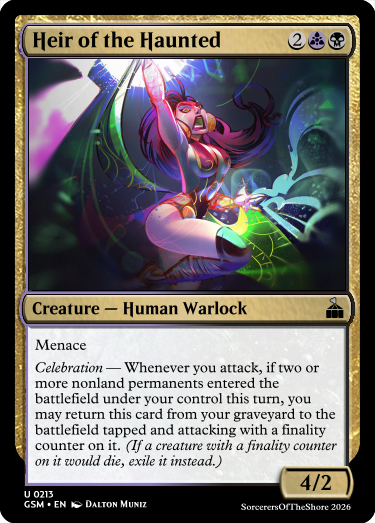 Heir of the Haunted 2
Creature — Human Warlock
Menace
Celebration — Whenever you attack, if two or
more nonland permanents entered the
battlefield under your control this turn, you
may return this card from your graveyard to the
battlefield tapped and attacking with a finality
counter on it. (If a creature with a finality counter
on it would die, exile it instead.)
4/2
U 0213
GSM • EN Dalton Muniz
SorcerersOfTheShore 2026